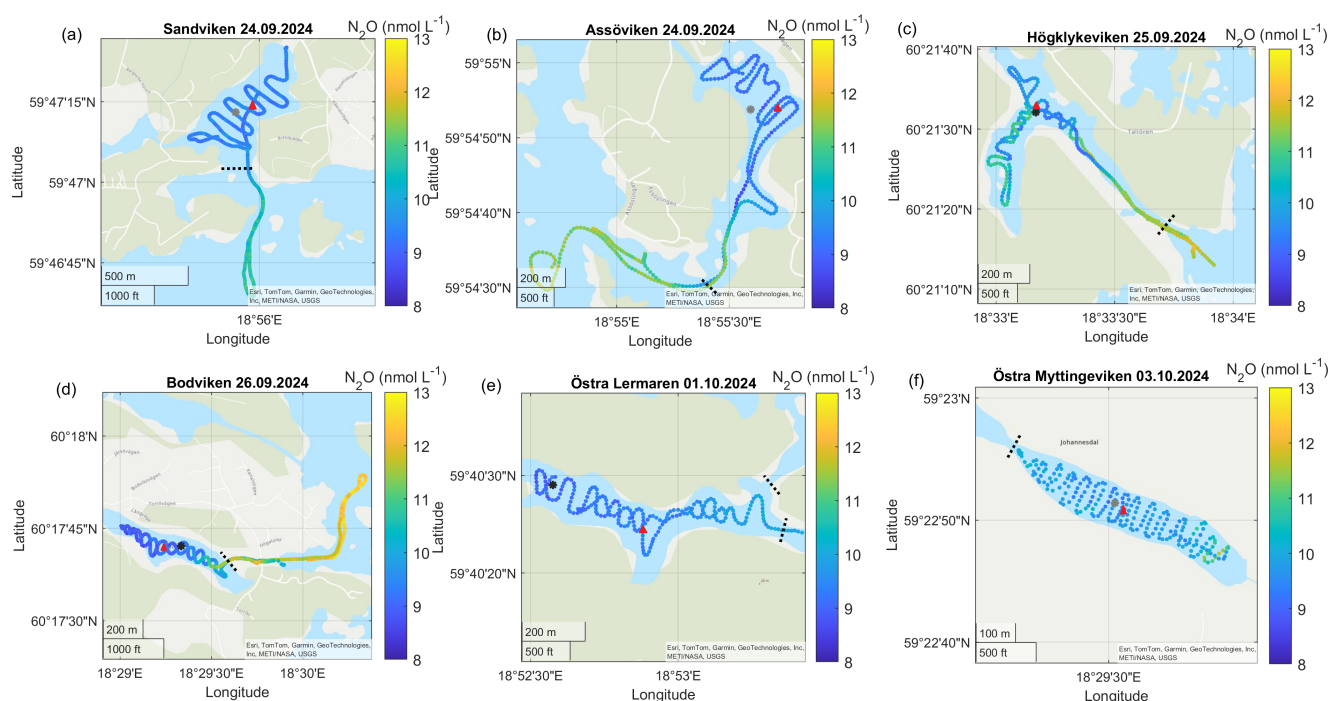 (a)
Sandviken 24.09.2024
N2O (nmol L-1)
59°47'15"N
59°47'N
59°46'45"N
Latitude
500 m
1000 ft
Esri, TomTom, Garmin, GeoTechnologies,
Inc, METI/NASA, USGS
18°56'E
Longitude
13
12
11
10
9
8
(b)
Assöviken 24.09.2024
N2O (nmol L-1)
59°55'N
59°54'50"N
59°54'40"N
59°54'30"N
Latitude
200 m
500 ft
Esri, TomTom, Garmin, GeoTechnologies, Inc,
METI/NASA, USGS
18°55'E
18°55'30"E
Longitude
13
12
11
10
9
8
(c)
Högklykeviken 25.09.2024
N2O (nmol L-1)
60°21'40"N
60°21'30"N
60°21'20"N
60°21'10"N
Latitude
Tallören
200 m
500 ft
Esri, TomTom, Garmin, GeoTechnologies,
Inc, METI/NASA, USGS
18°33'E
18°33'30"E
18°34'E
Longitude
13
12
11
10
9
8
(d)
Bodviken 26.09.2024
N2O (nmol L-1)
60°18'N
60°17'45"N
60°17'30"N
Latitude
200 m
1000 ft
Esri, TomTom, Garmin, GeoTechnologies,
Inc, METI/NASA, USGS
18°29'E
18°29'30"E
18°30'E
Longitude
13
12
11
10
9
8
(e)
Östra Lermaren 01.10.2024
N2O (nmol L-1)
59°40'30"N
59°40'20"N
Latitude
200 m
500 ft
Esri, TomTom, Garmin, GeoTechnologies, Inc,
METI/NASA, USGS
18°52'30"E
18°53'E
Longitude
13
12
11
10
9
8
(f)
Östra Myttingeviken 03.10.2024
N2O (nmol L-1)
59°23'N
59°22'50"N
59°22'40"N
Latitude
Johannesdal
100 m
500 ft
Esri, TomTom, Garmin, GeoTechnologies, Inc,
METI/NASA, USGS
18°29'30"E
Longitude
13
12
11
10
9
8